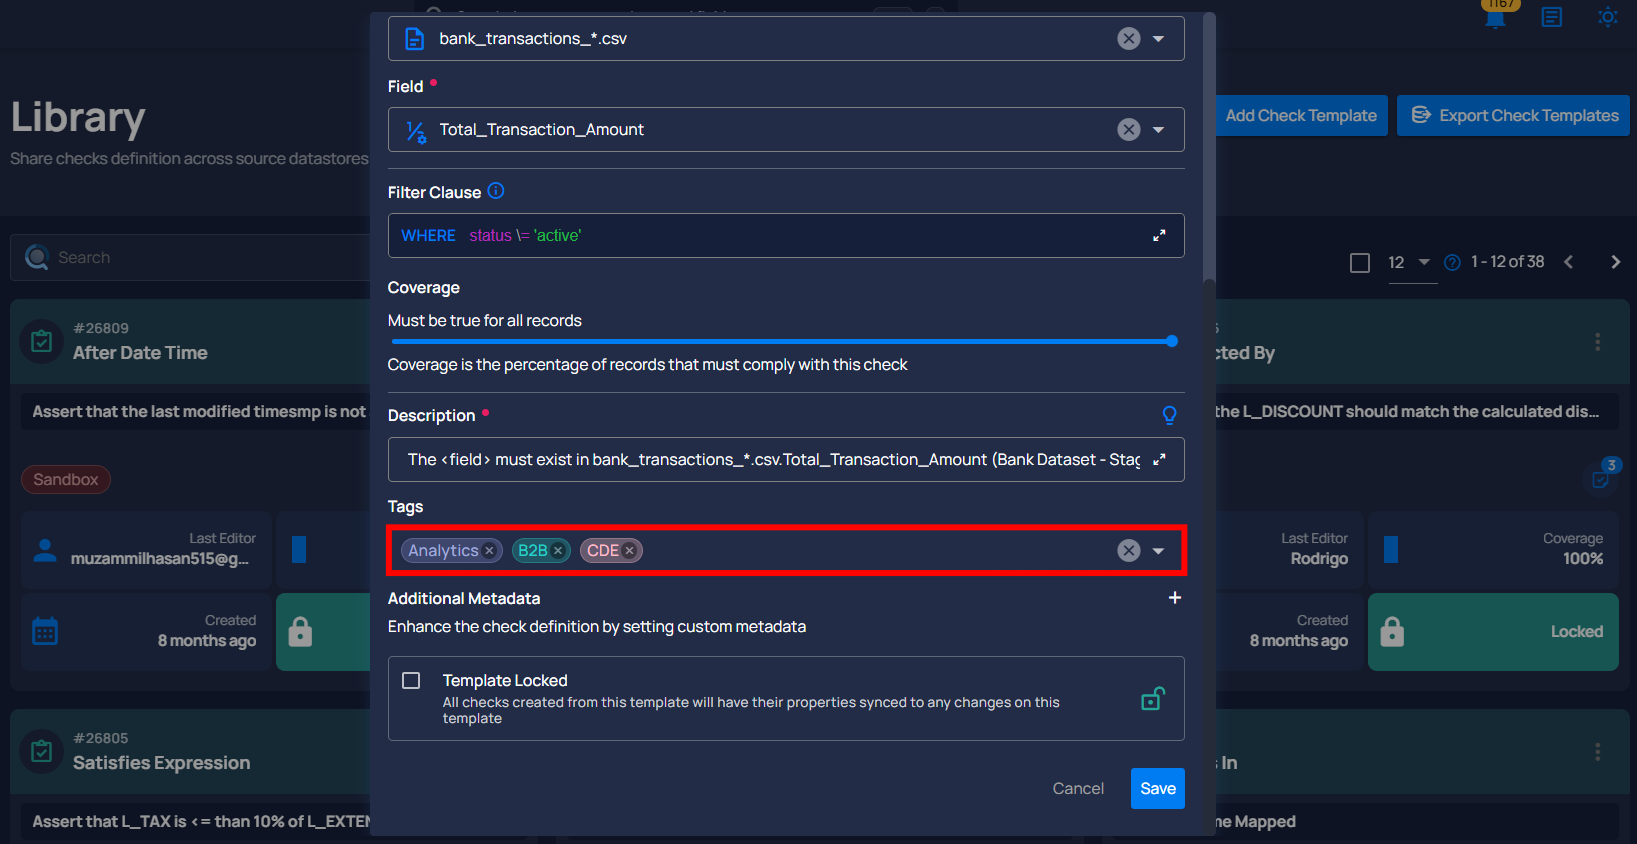 1167
bank_transactions_*.csv
Field
Total_Transaction_Amount
Library
Share checks definition across source datastores
Add Check Template
Export Check Templates
Filter Clause
WHERE status \= 'active'
Search
12
1 - 12 of 38
Coverage
Must be true for all records
Coverage is the percentage of records that must comply with this check
#26809
After Date Time
cted By
Assert that the last modified timesmp is not
the L_DISCOUNT should match the calculated dis...
Description
The <field> must exist in bank_transactions_*.csv.Total_Transaction_Amount (Bank Dataset - Stag
Sandbox
3
Tags
Analytics
B2B
CDE
Last Editor
muzammilhasan515@g...
Last Editor
Rodrigo
Coverage
100%
Additional Metadata
Enhance the check definition by setting custom metadata
Created
8 months ago
Created
8 months ago
Locked
Template Locked
All checks created from this template will have their properties synced to any changes on this
template
#26805
Satisfies Expression
s In
Cancel
Save
Assert that L_TAX is <= than 10% of L_EXTEN
me Mapped